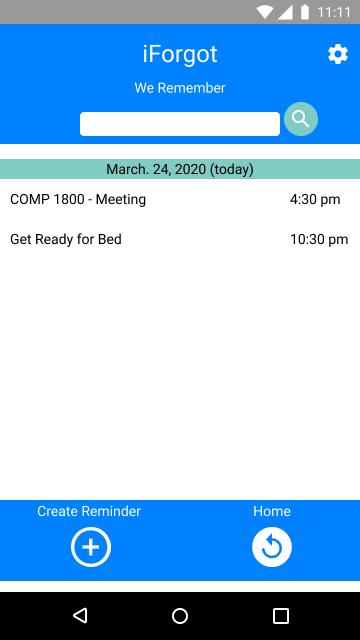 11:11
iForgot
We Remember
March. 24, 2020 (today)
COMP 1800 - Meeting 4:30 pm
Get Ready for Bed 10:30 pm
Create Reminder Home